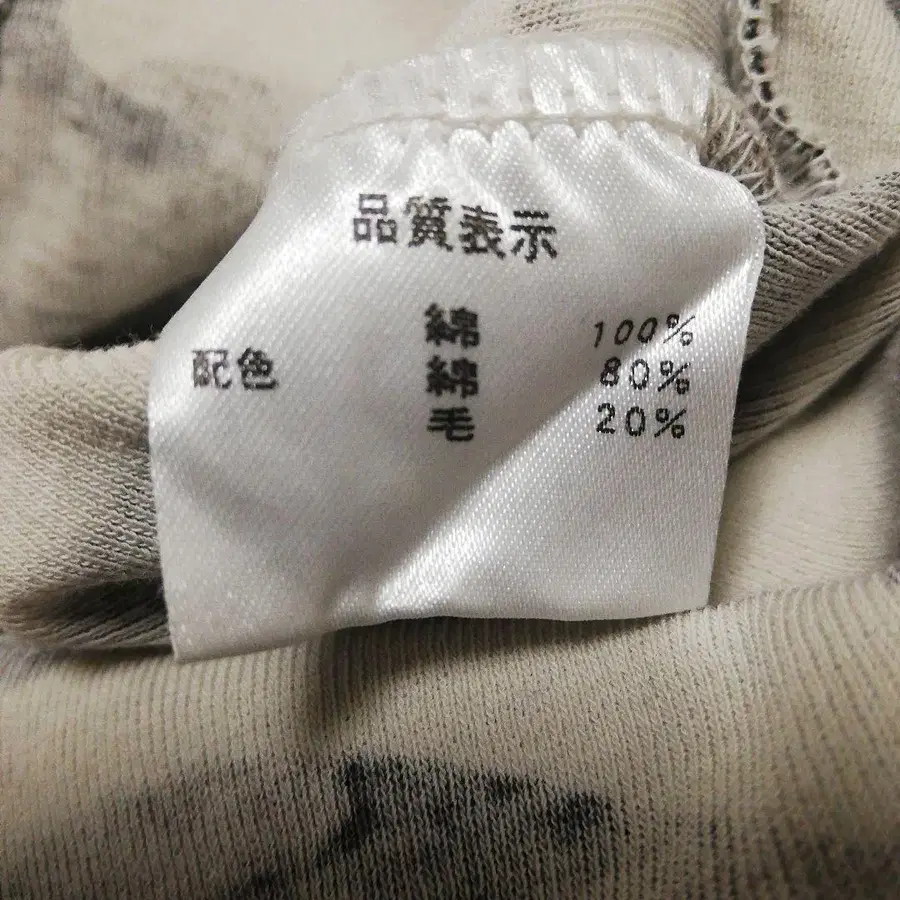 品質表示
綿 100%
配色 綿 80%
毛 20%